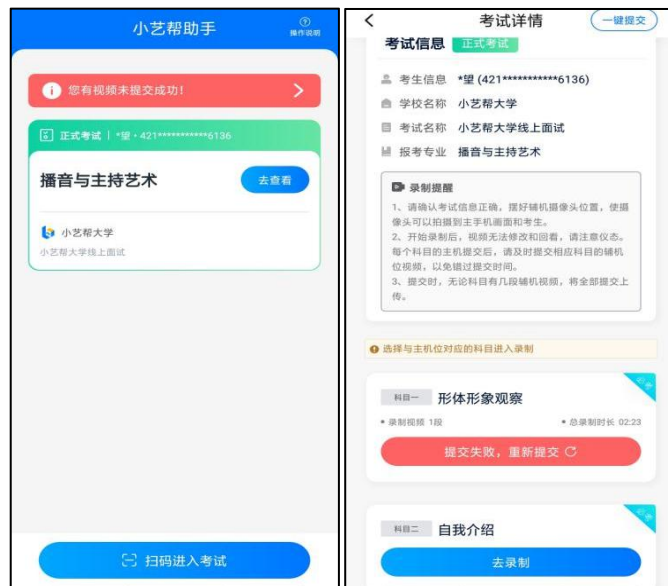 小艺帮助手
操作说明
您有视频未提交成功！
正式考试 | *望 · 421***********6136
播音与主持艺术
去查看
小艺帮大学
小艺帮大学线上面试
扫码进入考试
考试详情
一键提交
考试信息 正式考试
考生信息 *望 (421***********6136)
学校名称 小艺帮大学
考试名称 小艺帮大学线上面试
报考专业 播音与主持艺术
录制提醒
1、请确认考试信息正确，摆好辅机摄像头位置，使摄
像头可以拍摄到主手机画面和考生。
2、开始录制后，视频无法修改和回看，请注意仪态。
每个科目的主机提交后，请及时提交相应科目的辅机
位视频，以免错过提交时间。
3、提交时，无论科目有几段辅机视频，将全部提交上
传。
选择与主机位对应的科目进入录制
科目一 形体形象观察
• 录制视频 1段 • 总录制时长 02:23
提交失败，重新提交
科目二 自我介绍
去录制